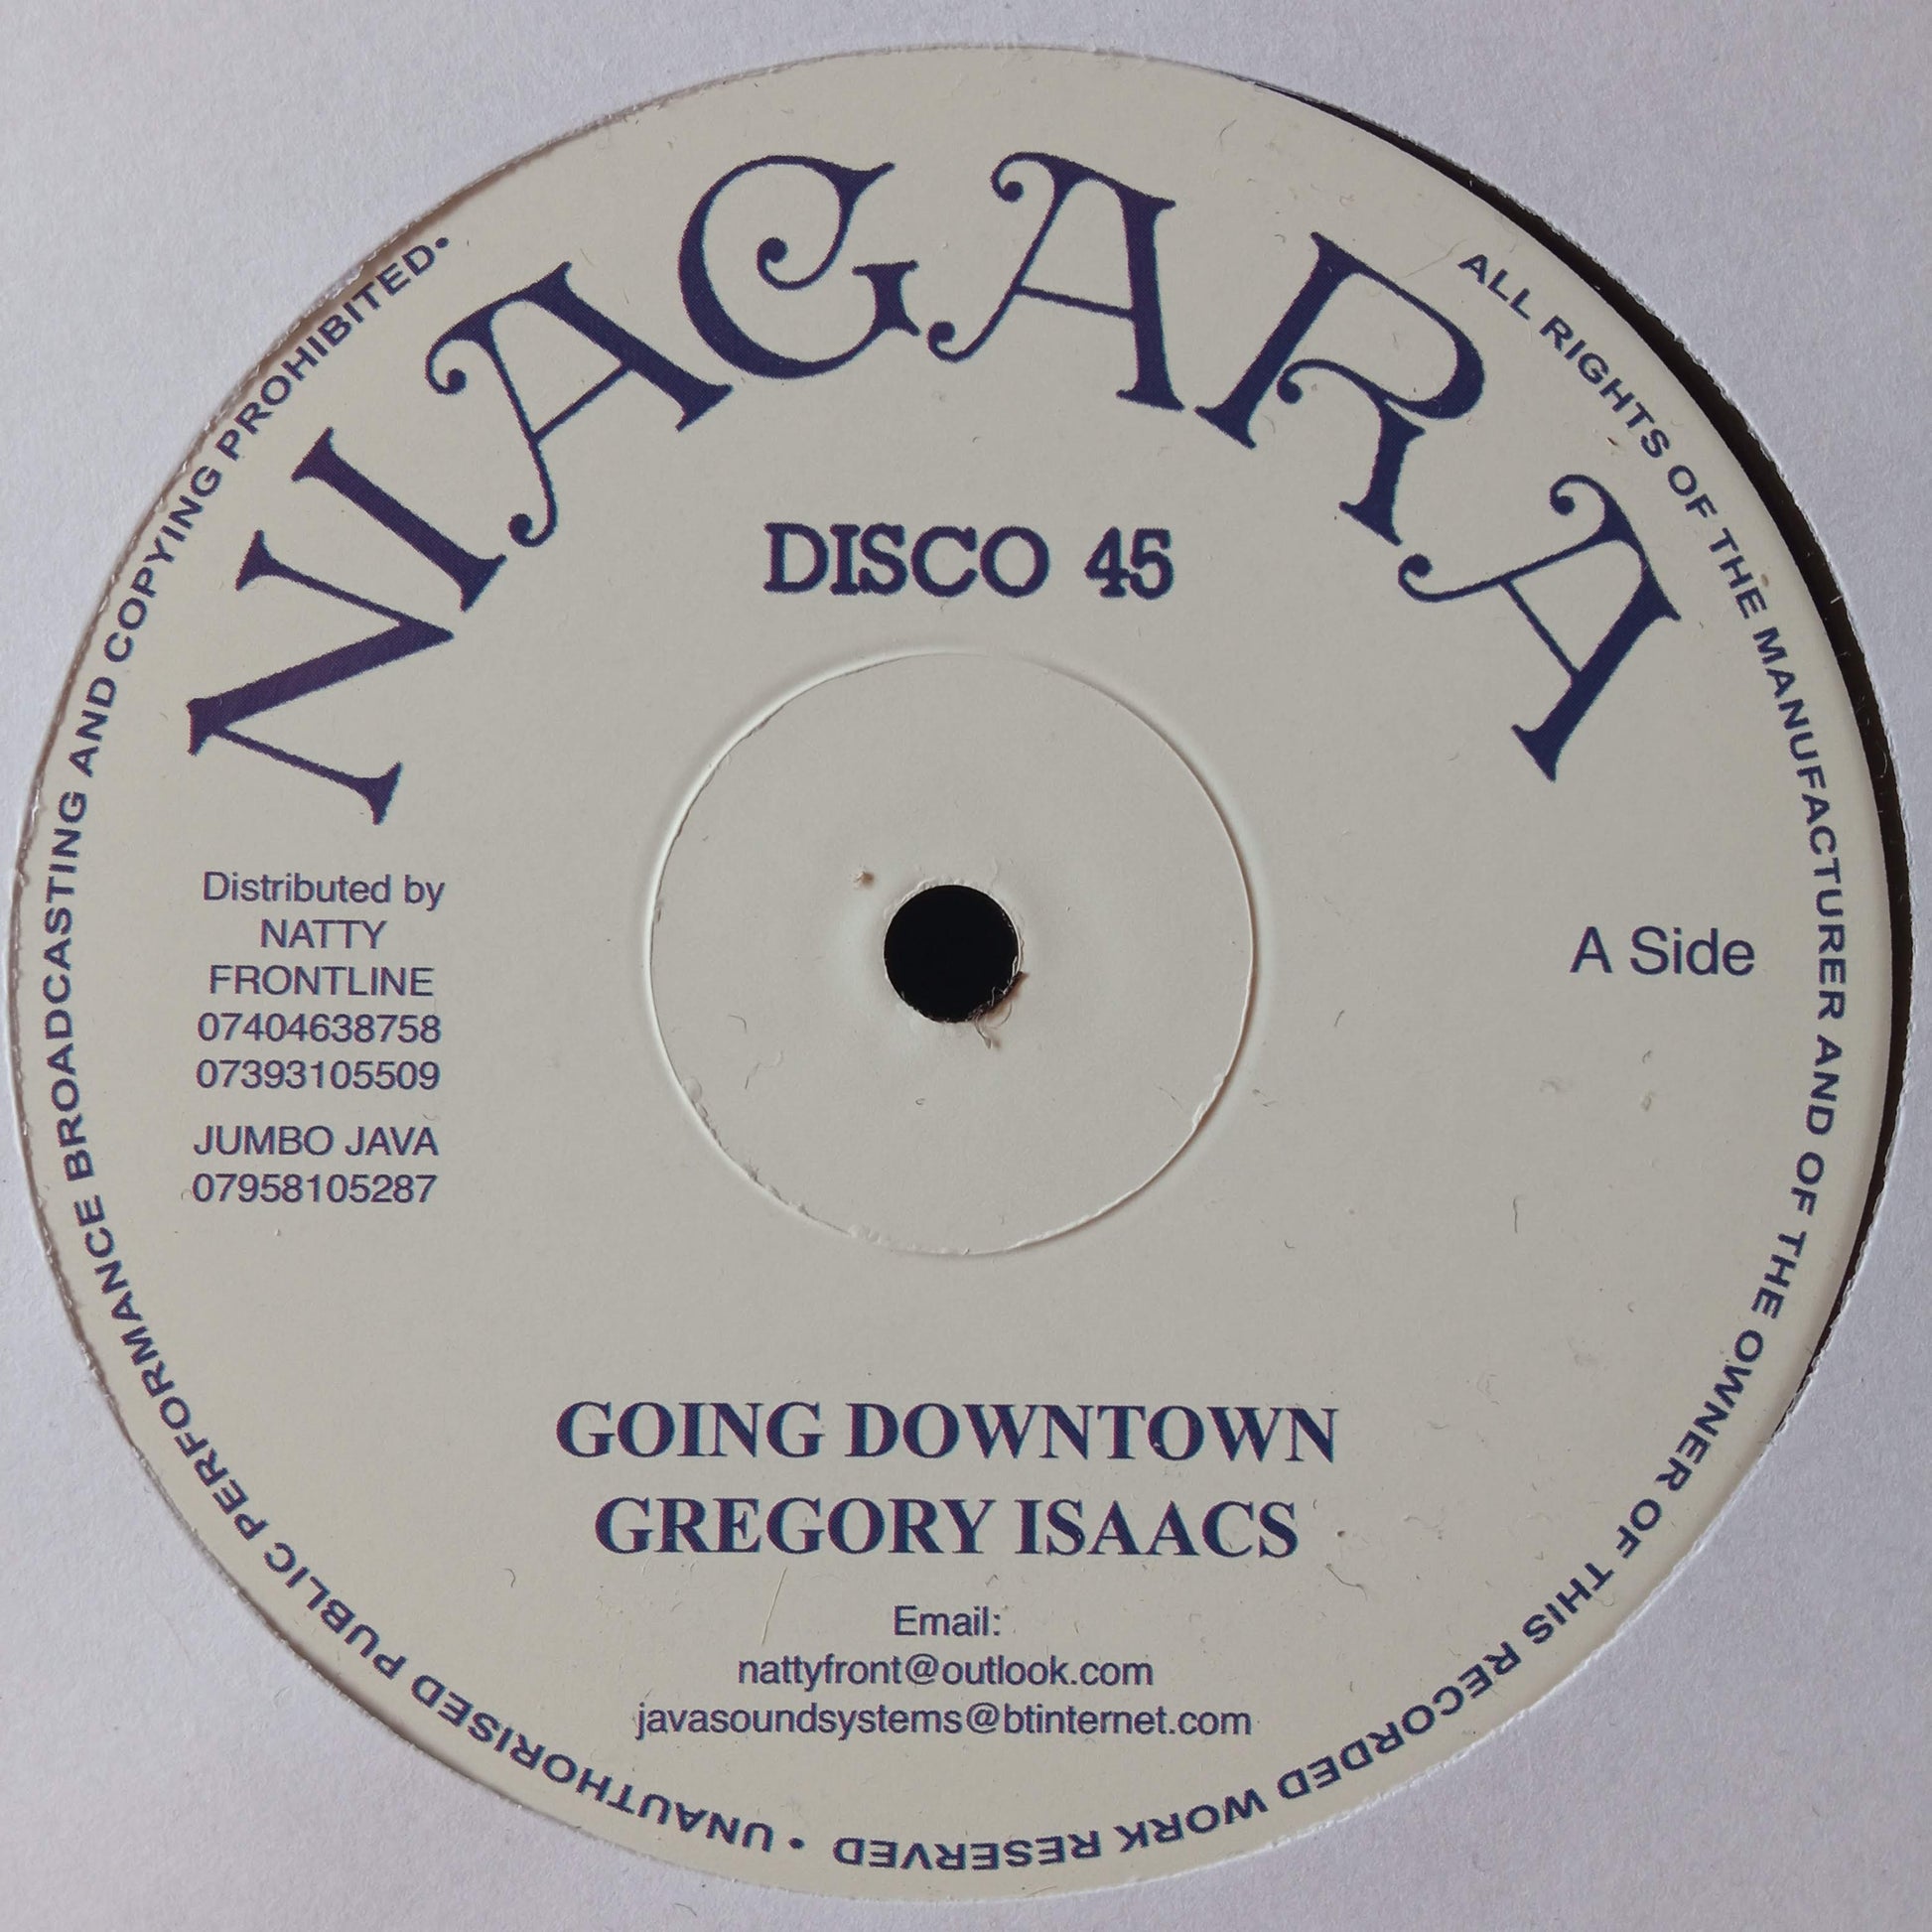 NIAGARA
DISCO 45
Distributed by
NATTY
FRONTLINE
07404638758
07393105509
JUMBO JAVA
07958105287
A Side
GOING DOWNTOWN
GREGORY ISAACS
Email:
nattyfront@outlook.com
javasoundsystems@btinternet.com
ALL RIGHTS OF THE MANUFACTURER AND OF THE OWNER OF THIS RECORDED WORK RESERVED • UNAUTHORISED PUBLIC PERFORMANCE BROADCASTING AND COPYING PROHIBITED•